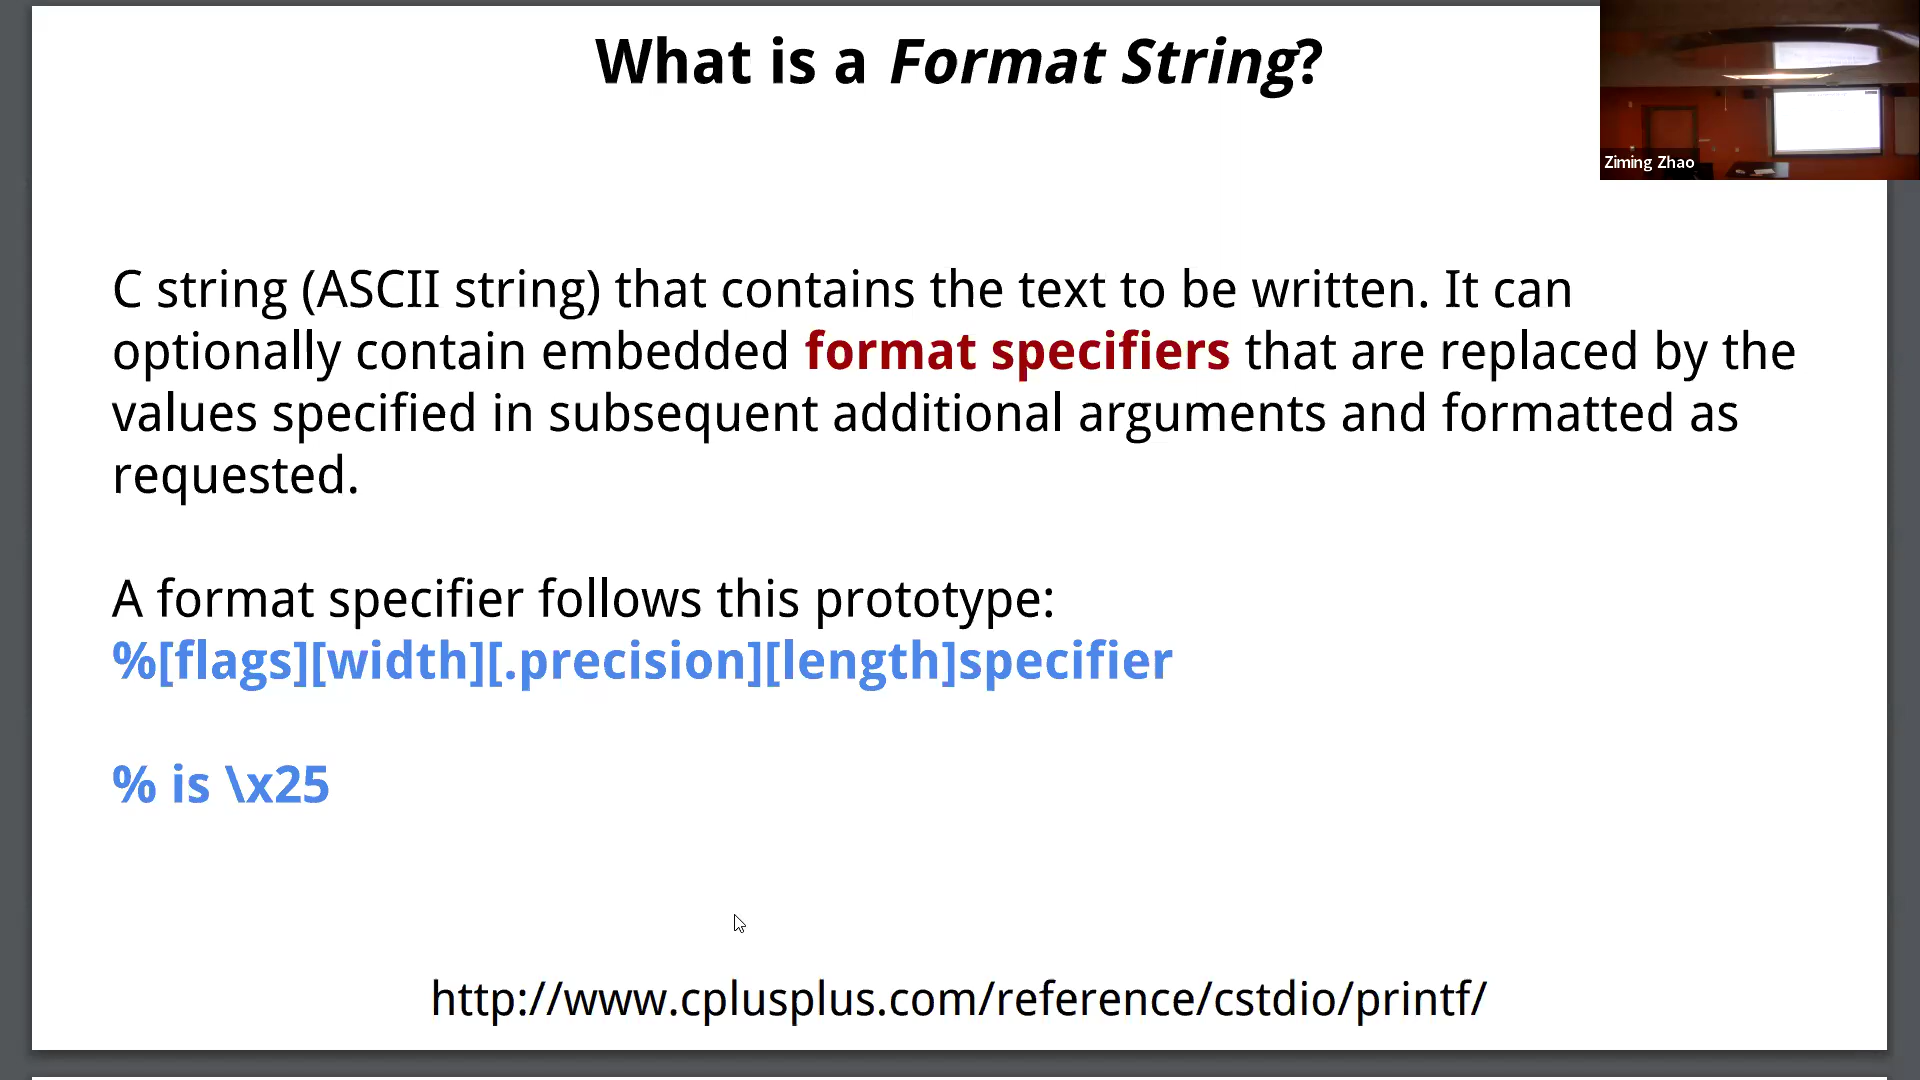 What is a Format String?
Ziming Zhao
C string (ASCII string) that contains the text to be written. It can
optionally contain embedded format specifiers that are replaced by the
values specified in subsequent additional arguments and formatted as
requested.
A format specifier follows this prototype:
%[flags][width][.precision][length]specifier
% is \x25
http://www.cplusplus.com/reference/cstdio/printf/